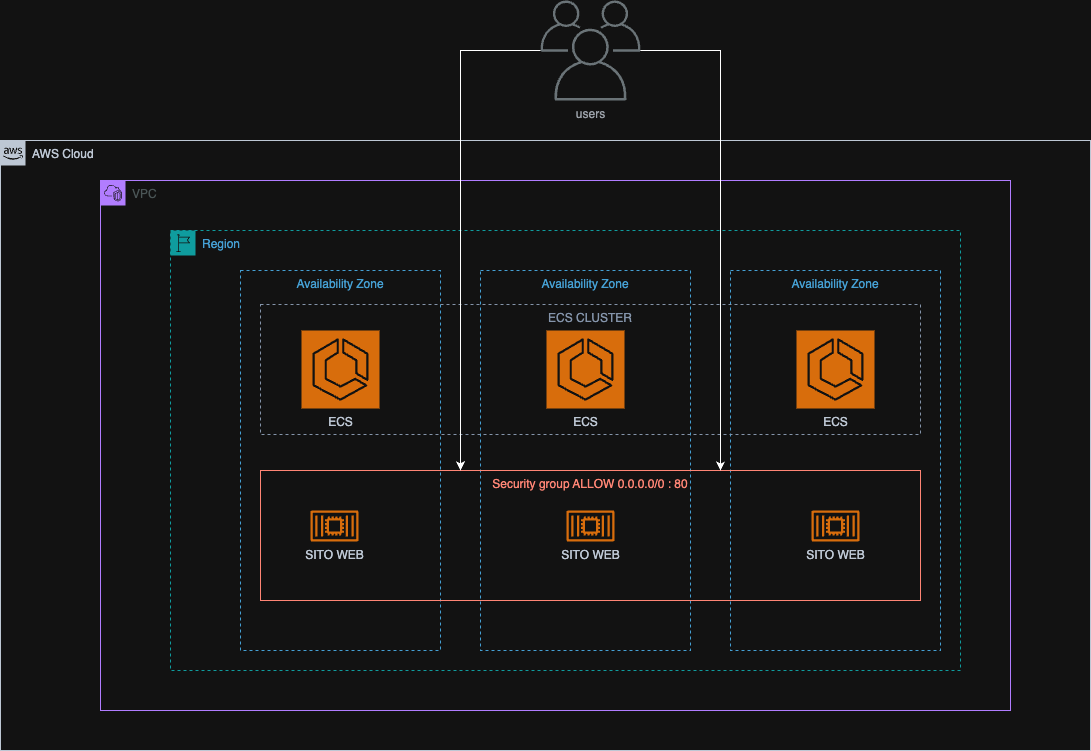 users
aws
AWS Cloud
VPC
Region
Availability Zone
Availability Zone
Availability Zone
ECS CLUSTER
ECS
ECS
ECS
Security group ALLOW 0.0.0.0/0 : 80
SITO WEB
SITO WEB
SITO WEB